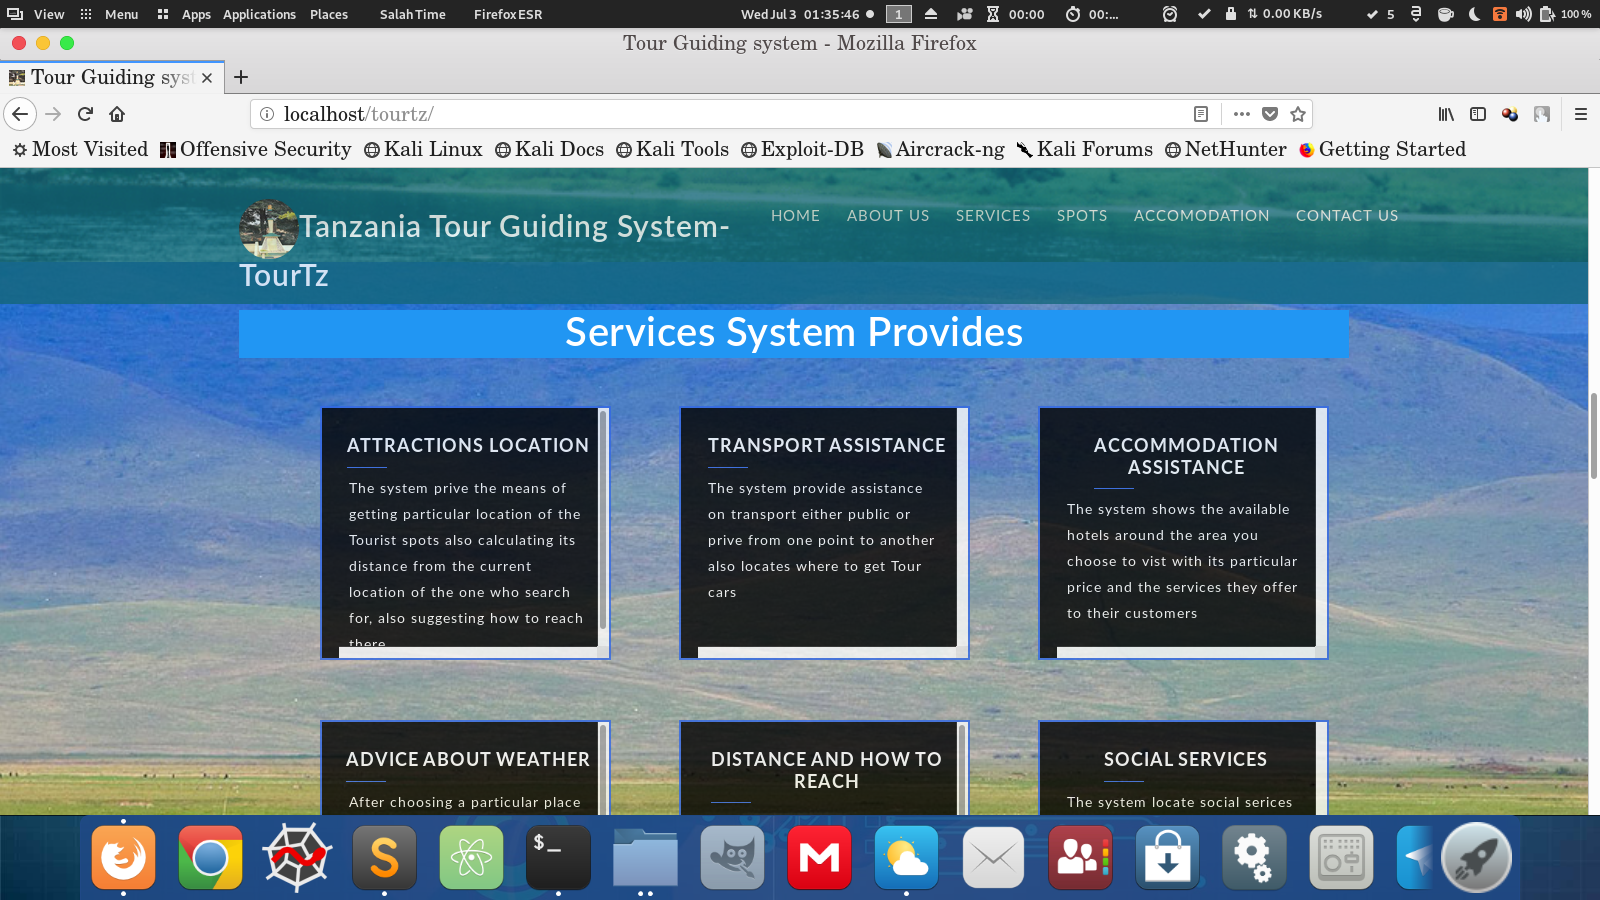 View Menu Apps Applications Places Salah Time Firefox ESR Wed Jul 3 01:35:46 1 00:00 00:... 0.00 KB/s 5 100 %
Tour Guiding system - Mozilla Firefox
Tour Guiding syst
localhost/tourtz/
Most Visited Offensive Security Kali Linux Kali Docs Kali Tools Exploit-DB Aircrack-ng Kali Forums NetHunter Getting Started
Tanzania Tour Guiding System-
TourTz
HOME ABOUT US SERVICES SPOTS ACCOMODATION CONTACT US
Services System Provides
ATTRACTIONS LOCATION
The system prive the means of
getting particular location of the
Tourist spots also calculating its
distance from the current
location of the one who search
for, also suggesting how to reach
there
TRANSPORT ASSISTANCE
The system provide assistance
on transport either public or
prive from one point to another
also locates where to get Tour
cars
ACCOMMODATION
ASSISTANCE
The system shows the available
hotels around the area you
choose to vist with its particular
price and the services they offer
to their customers
ADVICE ABOUT WEATHER
After choosing a particular place
DISTANCE AND HOW TO
REACH
SOCIAL SERVICES
The system locate social serices